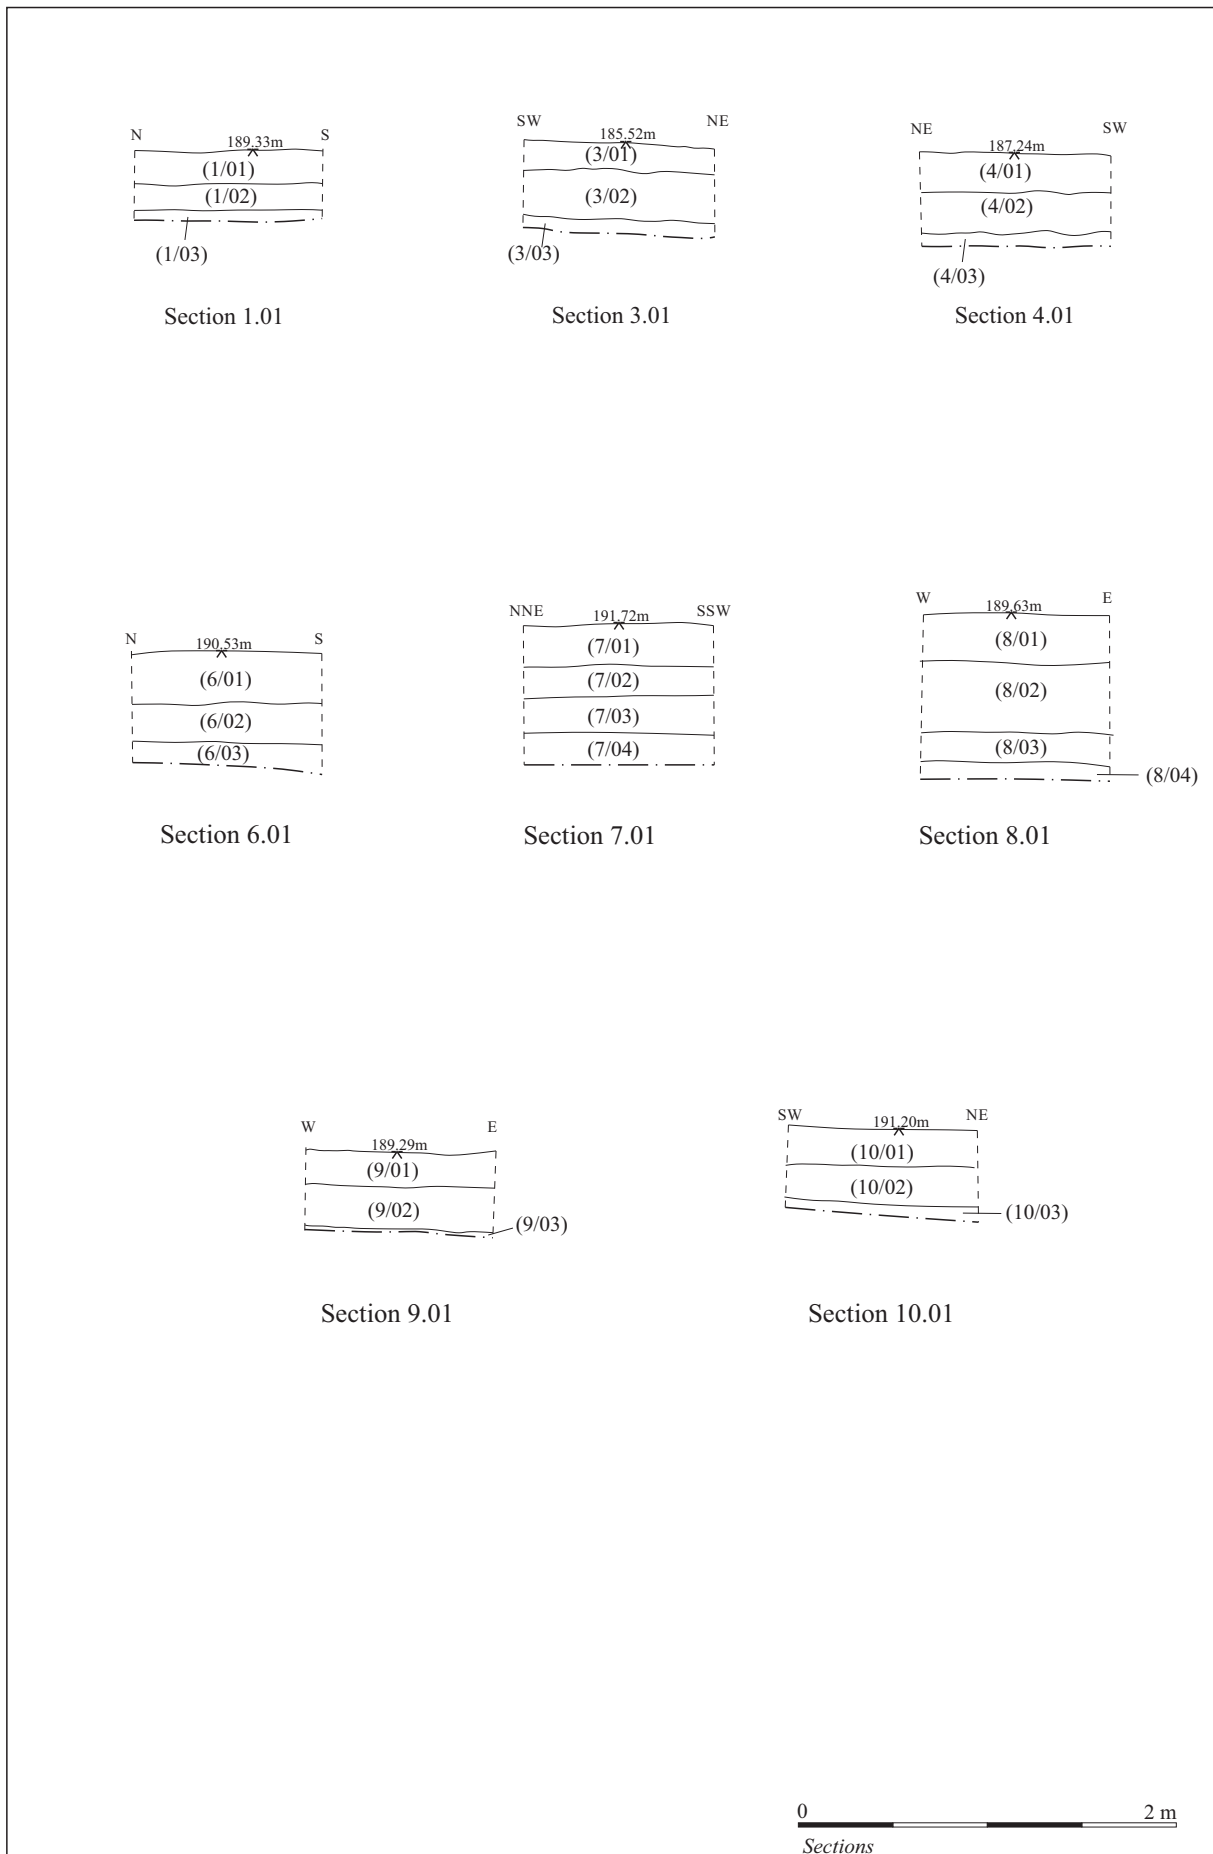 N 189.33m S
(1/01)
(1/02)
(1/03)
Section 1.01
SW 185.52m NE
(3/01)
(3/02)
(3/03)
Section 3.01
NE 187.24m SW
(4/01)
(4/02)
(4/03)
Section 4.01
N 190.53m S
(6/01)
(6/02)
(6/03)
Section 6.01
NNE 191.72m SSW
(7/01)
(7/02)
(7/03)
(7/04)
Section 7.01
W 189.63m E
(8/01)
(8/02)
(8/03)
(8/04)
Section 8.01
W 189.29m E
(9/01)
(9/02)
(9/03)
Section 9.01
SW 191.20m NE
(10/01)
(10/02)
(10/03)
Section 10.01
0 2 m
Sections